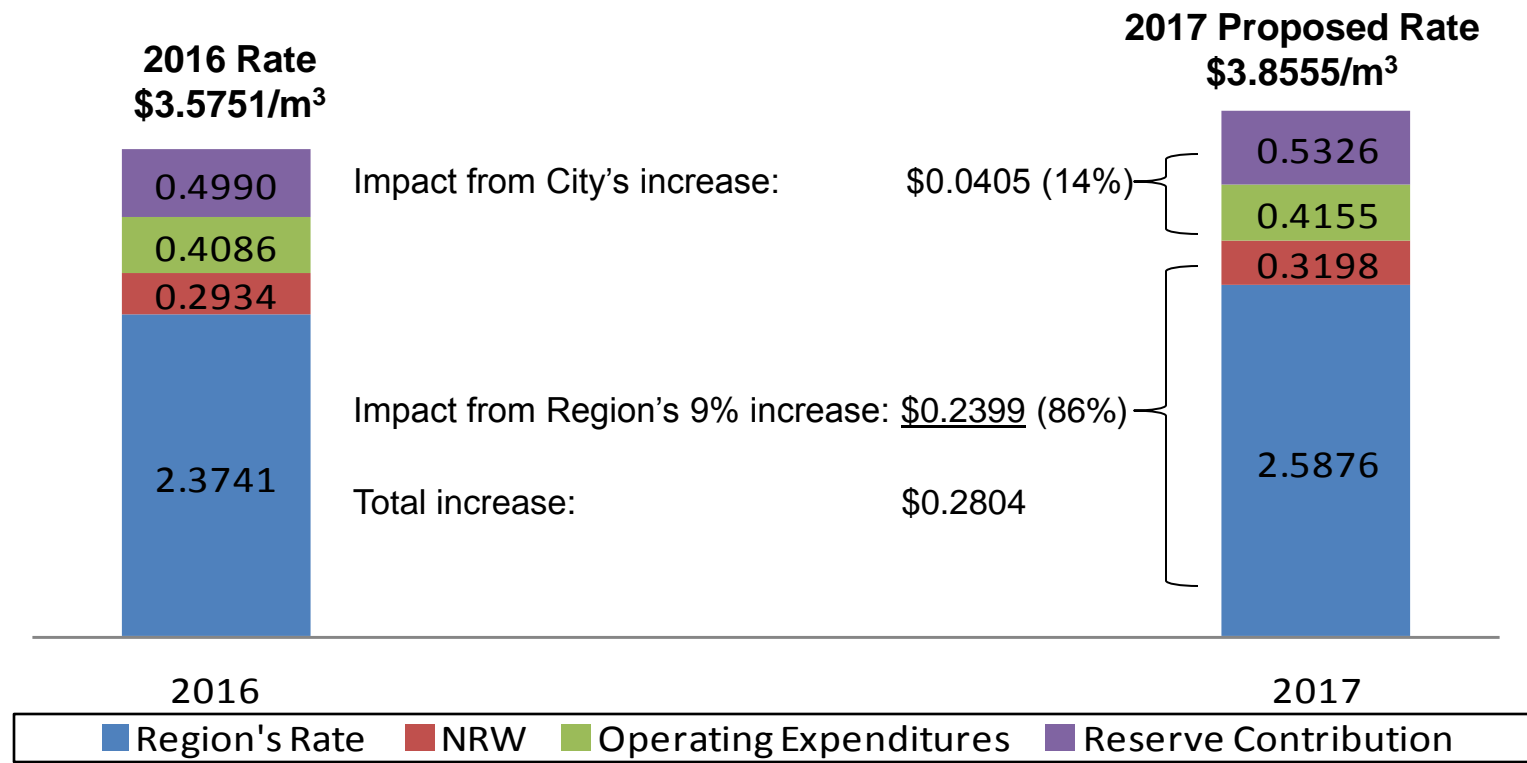 2016 Rate
$3.5751/m³
2017 Proposed Rate
$3.8555/m³
0.4990
0.4086
0.2934
2.3741
Impact from City’s increase: $0.0405 (14%)
Impact from Region’s 9% increase: $0.2399 (86%)
Total increase: $0.2804
0.5326
0.4155
0.3198
2.5876
2016
2017
Region's Rate NRW Operating Expenditures Reserve Contribution